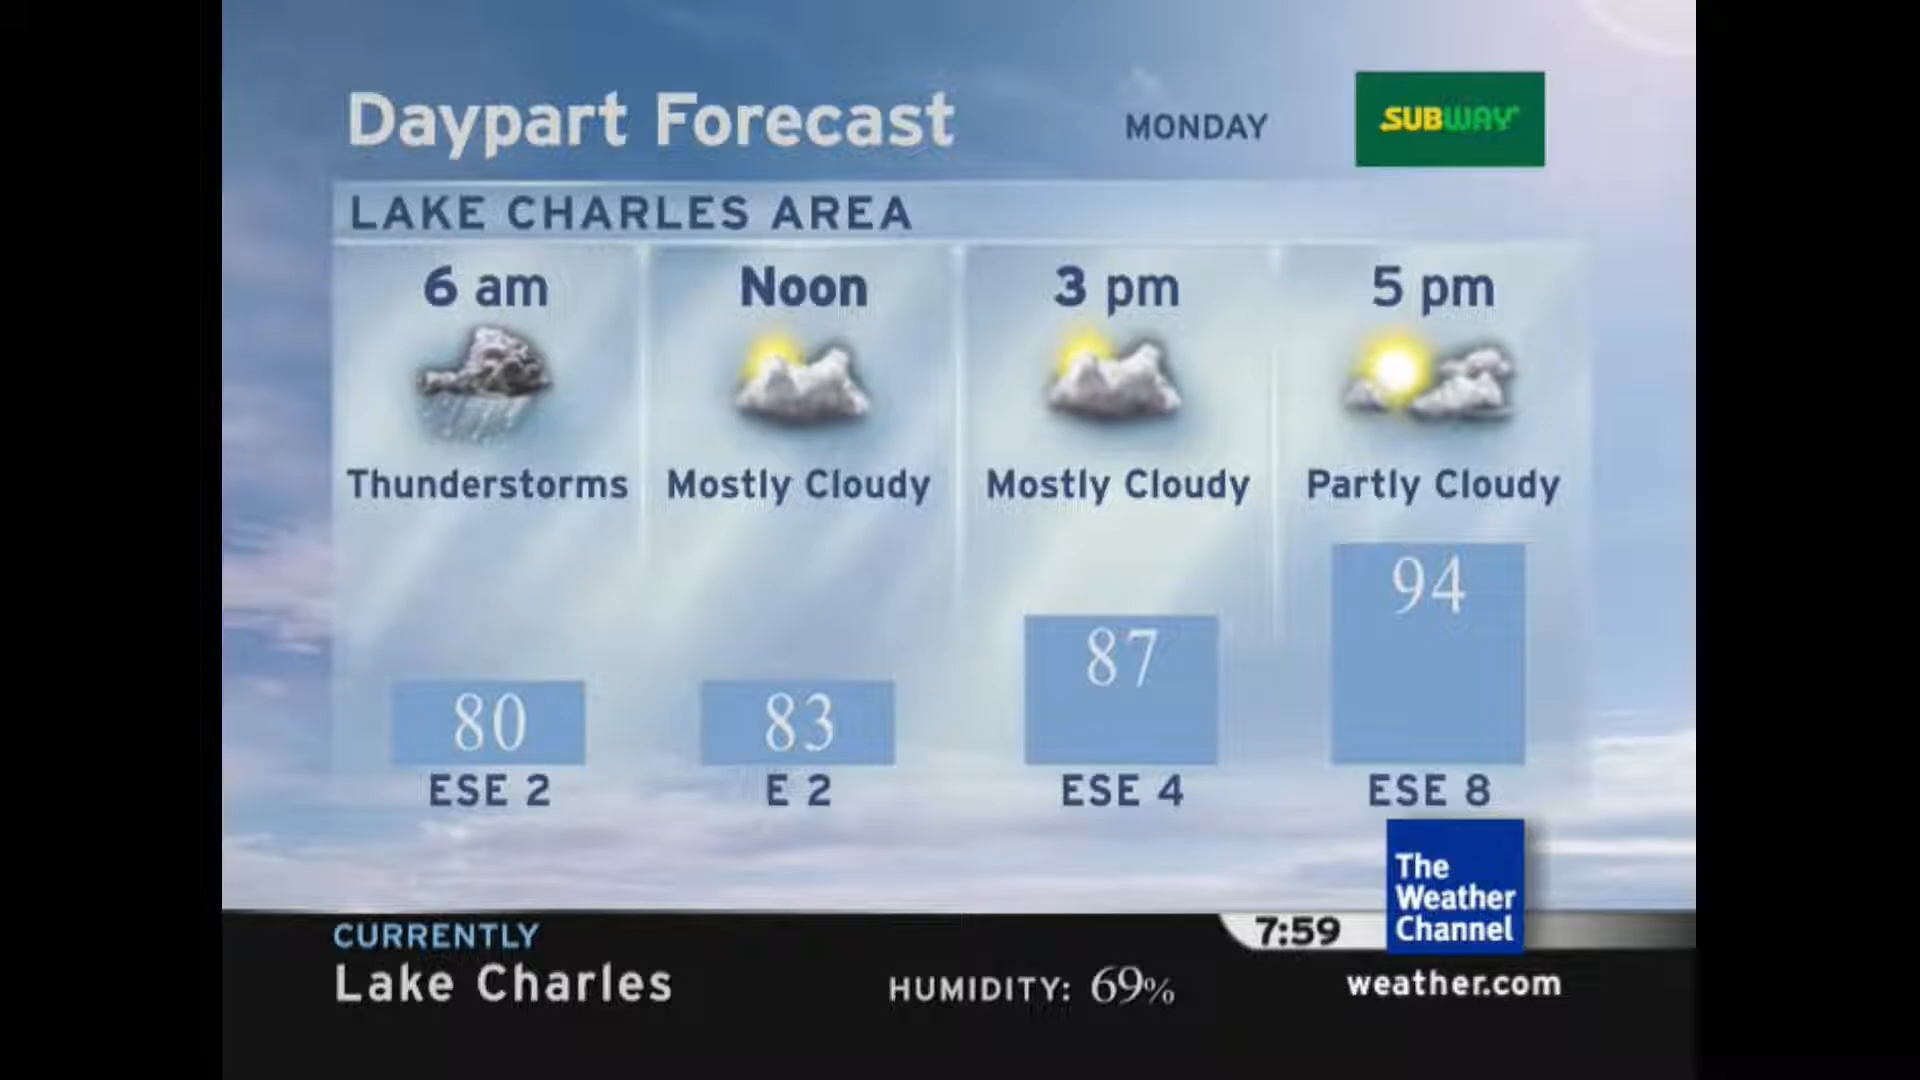 Daypart Forecast
MONDAY
SUBWAY
LAKE CHARLES AREA
6 am Noon 3 pm 5 pm
Thunderstorms Mostly Cloudy Mostly Cloudy Partly Cloudy
80 83 87 94
ESE 2 E 2 ESE 4 ESE 8
The
Weather
Channel
CURRENTLY
7:59
Lake Charles
HUMIDITY: 69%
weather.com